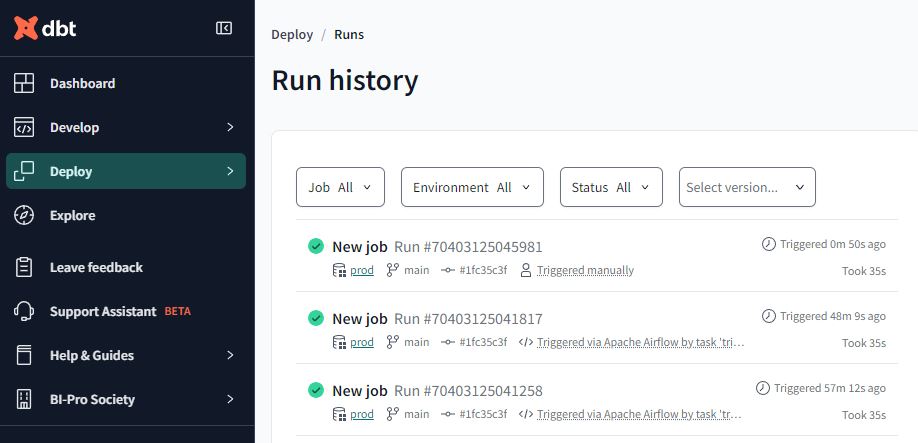 dbt
Dashboard
Develop
Deploy
Explore
Leave feedback
Support Assistant BETA
Help & Guides
BI-Pro Society
Deploy / Runs
Run history
Job All
Environment All
Status All
Select version...
New job Run #70403125045981
Triggered 0m 50s ago
prod main #1fc35c3f Triggered manually
Took 35s
New job Run #70403125041817
Triggered 48m 9s ago
prod main #1fc35c3f </> Triggered via Apache Airflow by task 'tri...
Took 35s
New job Run #70403125041258
Triggered 57m 12s ago
prod main #1fc35c3f </> Triggered via Apache Airflow by task 'tr...
Took 35s